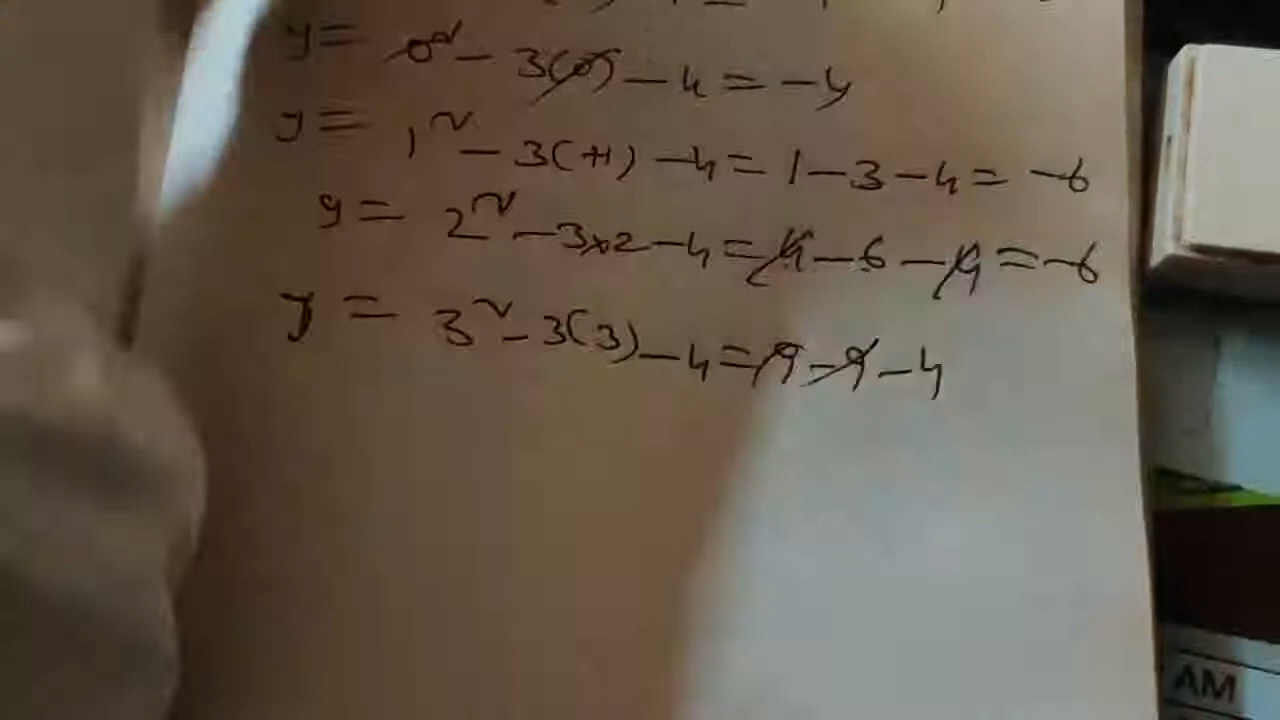 y = 0² - 3(0) - 4 = -4
y = 1² - 3(+1) - 4 = 1 - 3 - 4 = -6
y = 2² - 3×2 - 4 = 4 - 6 - 4 = -6
y = 3² - 3(3) - 4 = 9 - 9 - 4
AM